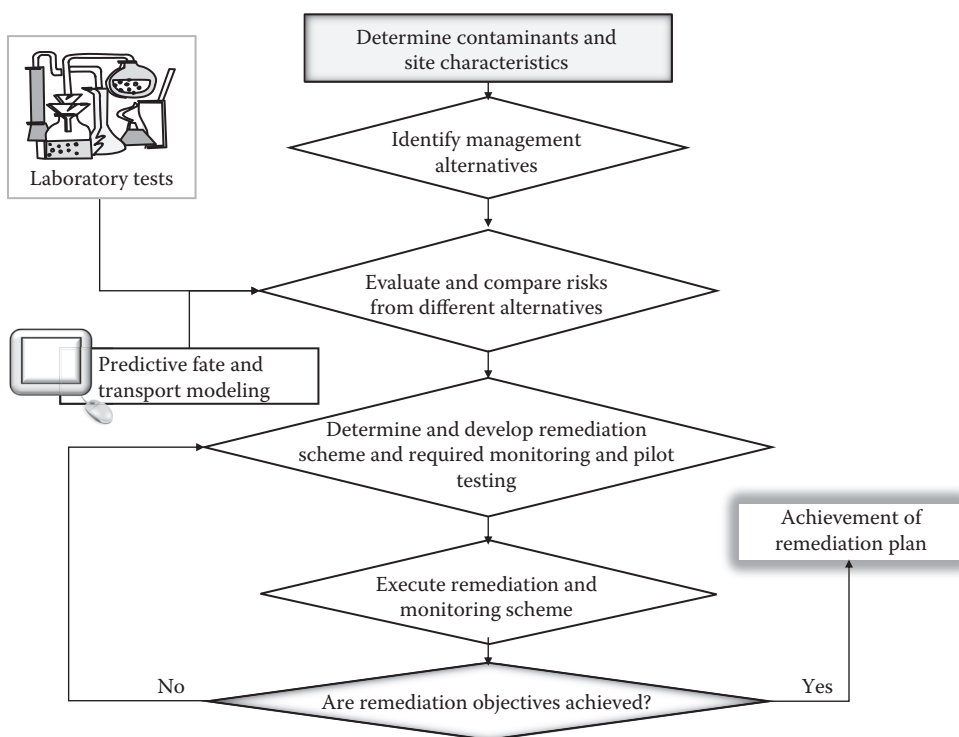 Determine contaminants and
site characteristics
Laboratory tests
Identify management
alternatives
Evaluate and compare risks
from different alternatives
Predictive fate and
transport modeling
Determine and develop remediation
scheme and required monitoring and pilot
testing
Achievement of
remediation plan
Execute remediation and
monitoring scheme
No
Are remediation objectives achieved?
Yes